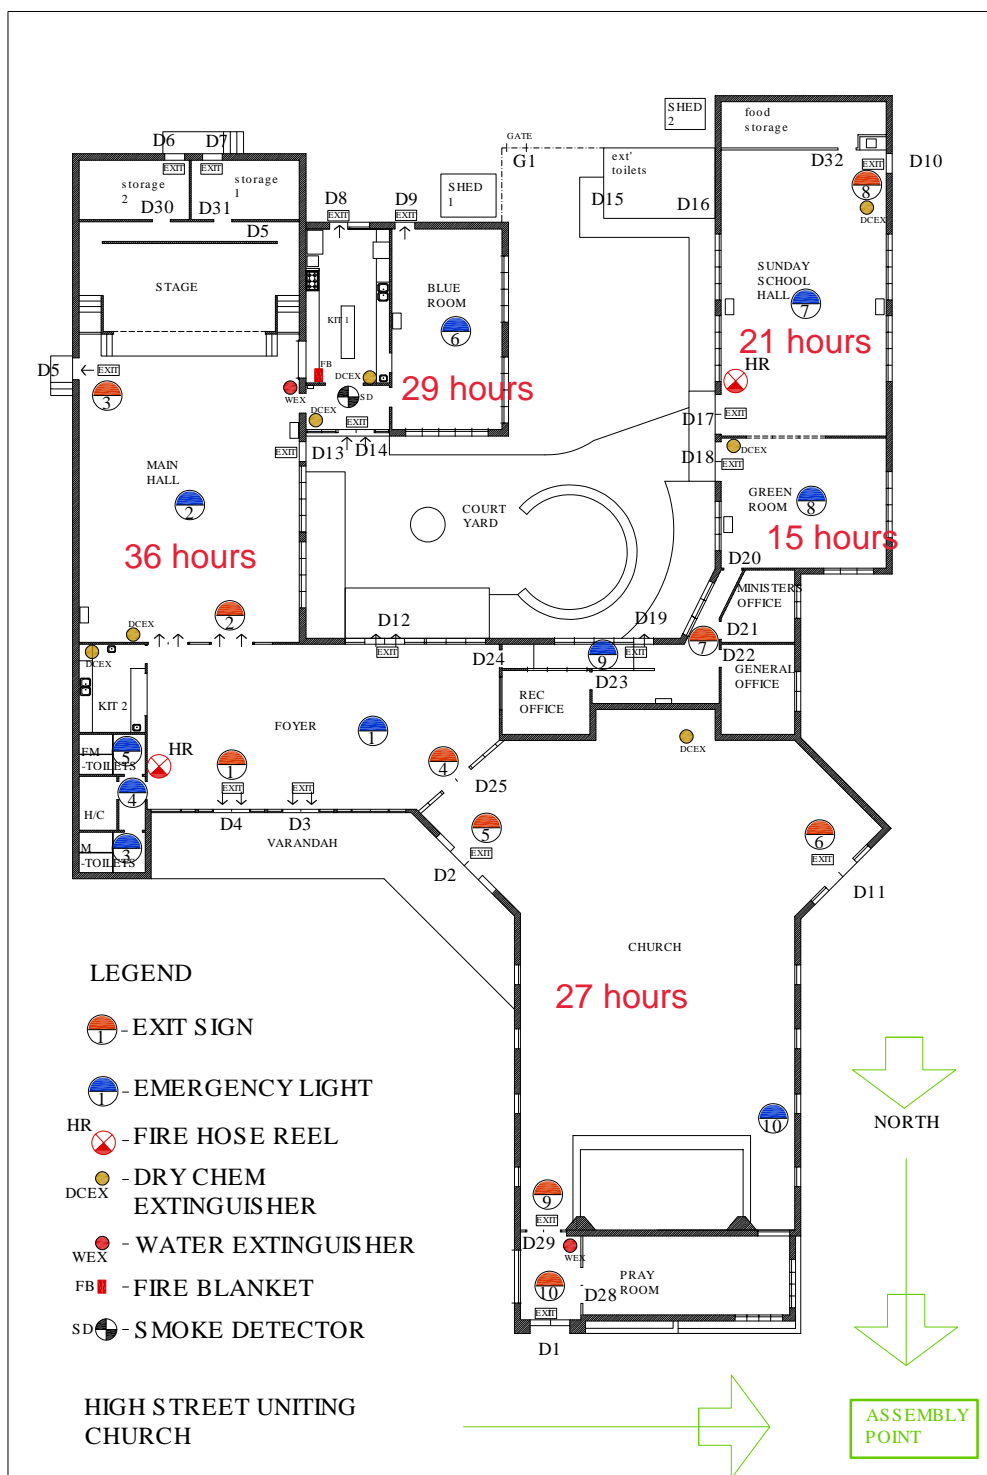 D6
D7
EXIT
EXIT
storage
2
storage
1
D30
D31
D5
STAGE
D8
EXIT
D9
EXIT
SHED
1
GATE
G1
ext'
toilets
D15
D16
SHED
2
food
storage
D32
EXIT
D10
8
DCEX
KIT 1
BLUE
ROOM
6
29 hours
FB
DCEX
SD
WEX
DCEX
EXIT
D13
D14
SUNDAY
SCHOOL
HALL
7
21 hours
HR
D17
EXIT
D5
EXIT
3
EXIT
MAIN
HALL
2
36 hours
COURT
YARD
D18
DCEX
EXIT
GREEN
ROOM
8
15 hours
D20
MINISTERS
OFFICE
D21
D22
GENERAL
OFFICE
7
D19
EXIT
9
D12
EXIT
D24
D23
REC
OFFICE
2
DCEX
DCEX
KIT 2
FOYER
1
FM
-TOILETS
5
HR
1
EXIT
EXIT
4
H/C
4
M
-TOILETS
3
D4
D3
VARANDAH
D25
5
EXIT
D2
DCEX
6
EXIT
D11
CHURCH
27 hours
10
9
EXIT
D29
WEX
PRAY
ROOM
10
D28
EXIT
D1
LEGEND
1 - EXIT SIGN
1 - EMERGENCY LIGHT
HR - FIRE HOSE REEL
DCEX - DRY CHEM
EXTINGUISHER
WEX - WATER EXTINGUISHER
FB - FIRE BLANKET
SD - SMOKE DETECTOR
NORTH
HIGH STREET UNITING
CHURCH
ASSEMBLY
POINT